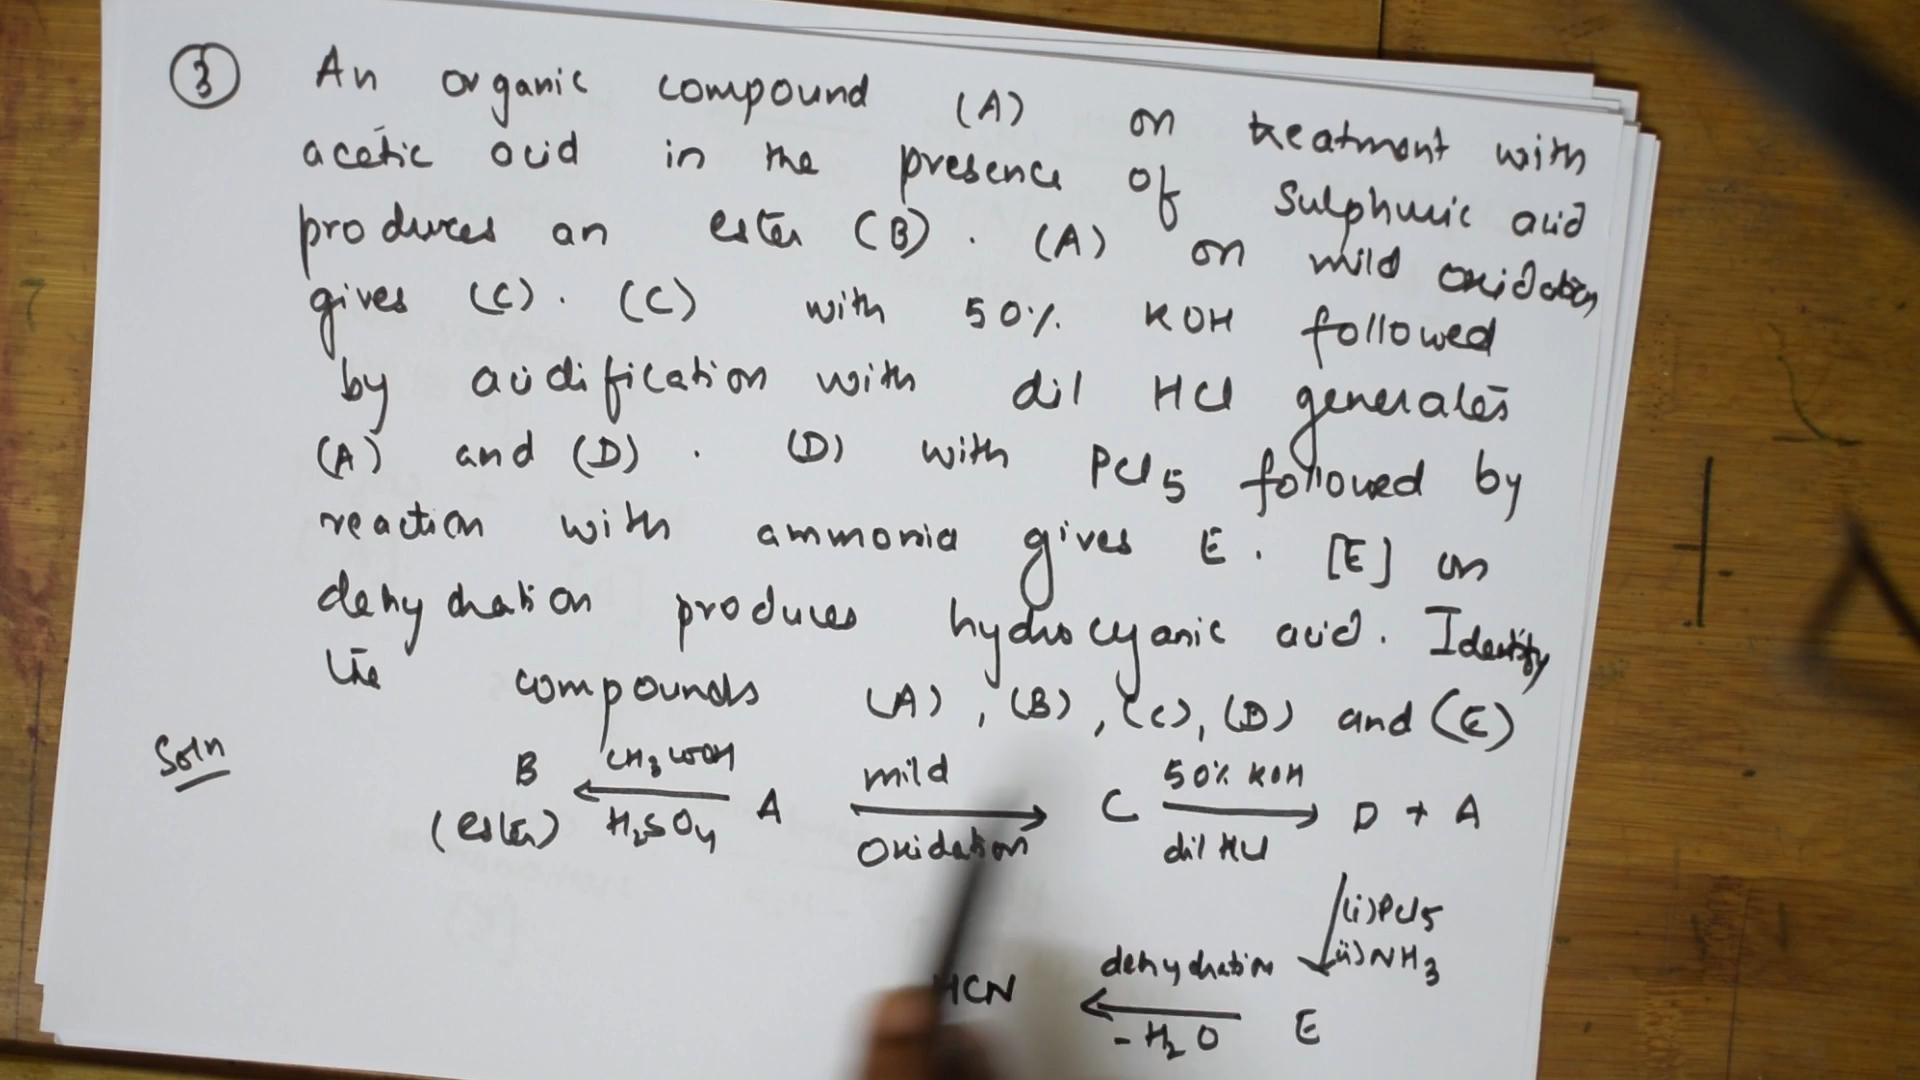 ③ An organic compound (A) on treatment with
acetic acid in the presence of Sulphuric acid
produces an ester (B). (A) on mild oxidation
gives (C). (C) with 50% KOH followed
by acidification with dil HCl generates
(A) and (D). (D) with PCl5 followed by
reaction with ammonia gives E. [E] on
dehydration produces hydrocyanic acid. Identify
the compounds (A), (B), (C), (D) and (E)
Soln
B (ester) ← CH3COOH H2SO4 A mild oxidation → C 50% KOH dil HCl → D + A
(i) PCl5
ii) NH3
HCN ← dehydration - H2O E